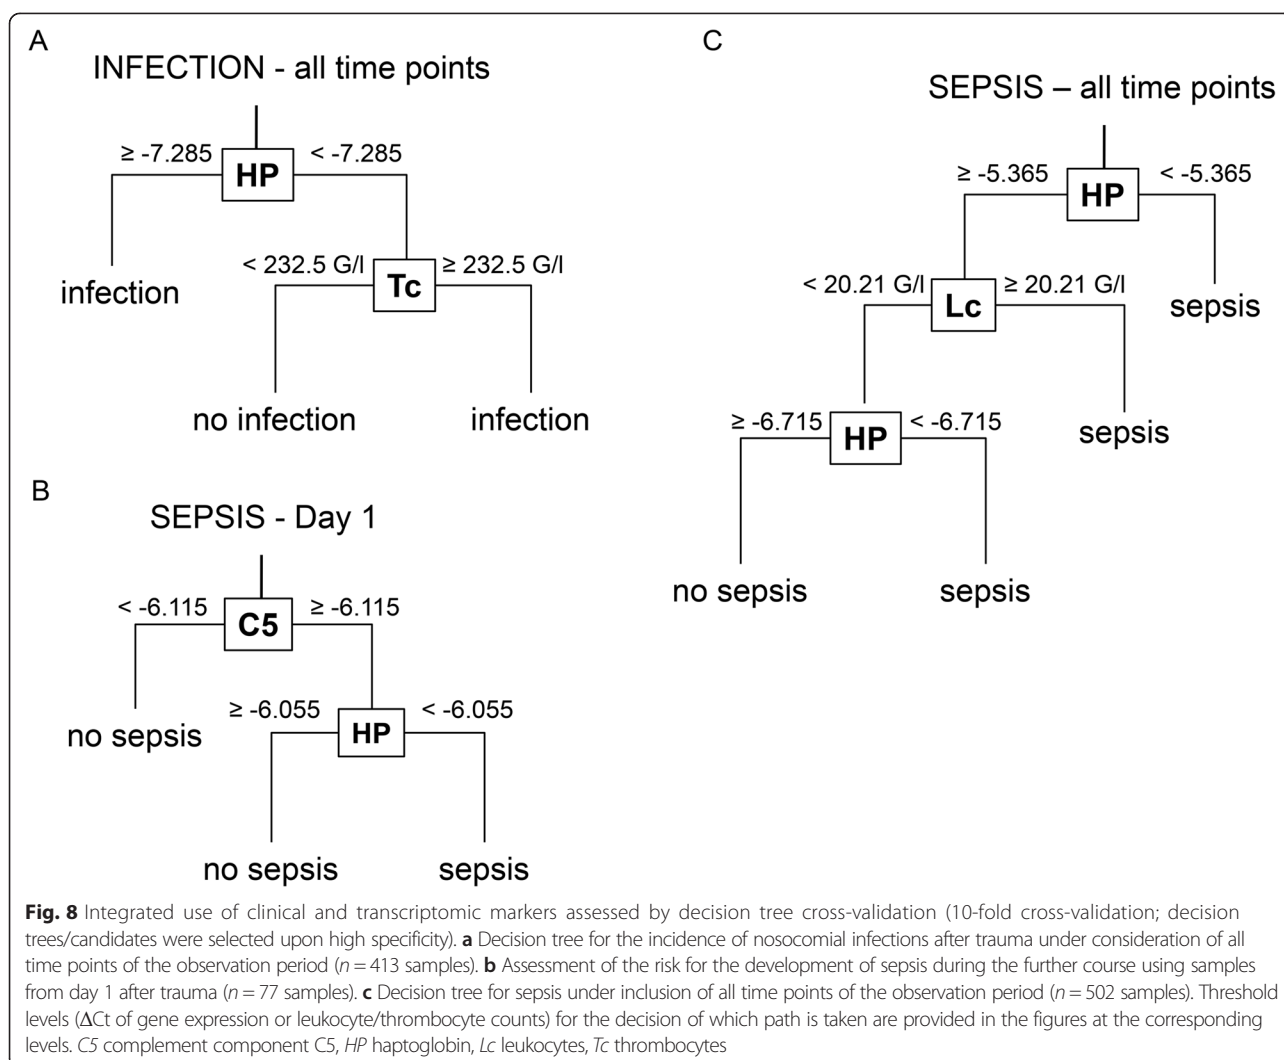 A
INFECTION - all time points
≥ -7.285
< -7.285
HP
infection
< 232.5 G/l
≥ 232.5 G/l
Tc
no infection
infection
B
SEPSIS - Day 1
< -6.115
≥ -6.115
C5
no sepsis
≥ -6.055
< -6.055
HP
no sepsis
sepsis
C
SEPSIS – all time points
≥ -5.365
< -5.365
HP
sepsis
< 20.21 G/l
≥ 20.21 G/l
Lc
sepsis
≥ -6.715
< -6.715
HP
no sepsis
sepsis
Fig. 8 Integrated use of clinical and transcriptomic markers assessed by decision tree cross-validation (10-fold cross-validation; decision
trees/candidates were selected upon high specificity). a Decision tree for the incidence of nosocomial infections after trauma under consideration of all
time points of the observation period (n = 413 samples). b Assessment of the risk for the development of sepsis during the further course using samples
from day 1 after trauma (n = 77 samples). c Decision tree for sepsis under inclusion of all time points of the observation period (n = 502 samples). Threshold
levels (ΔCt of gene expression or leukocyte/thrombocyte counts) for the decision of which path is taken are provided in the figures at the corresponding
levels. C5 complement component C5, HP haptoglobin, Lc leukocytes, Tc thrombocytes